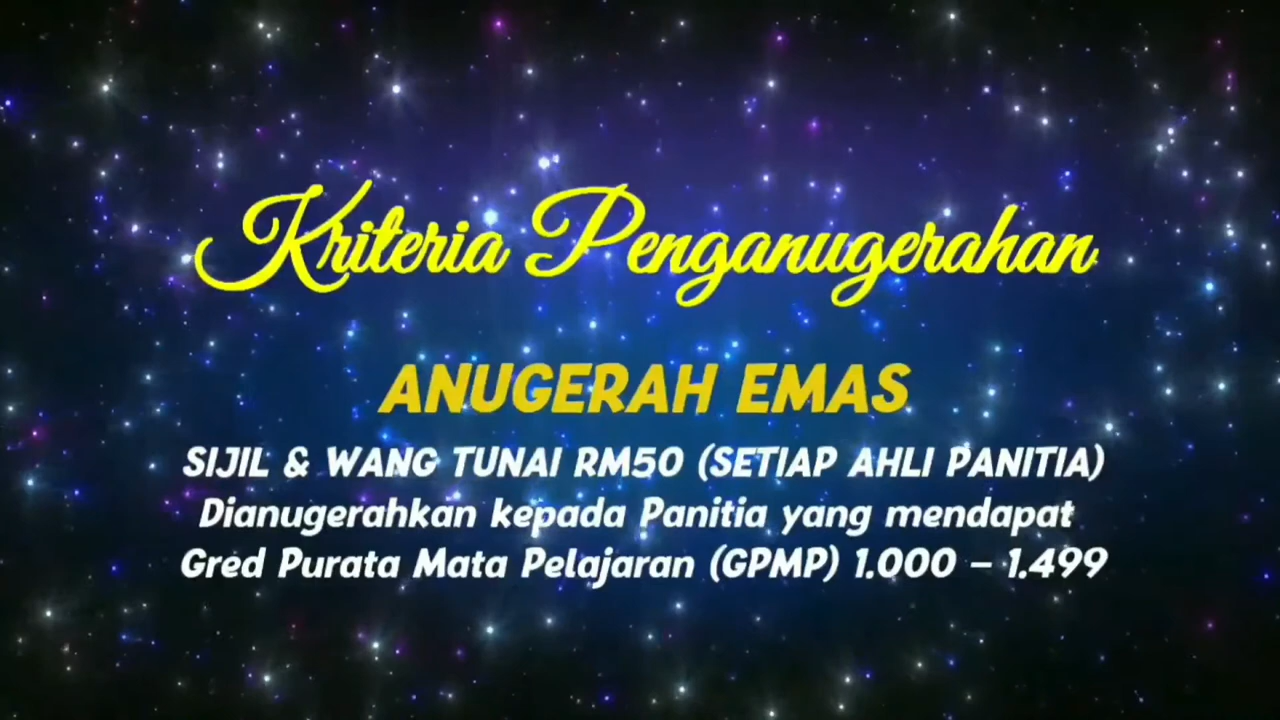 Kriteria Penganugerahan
ANUGERAH EMAS
SIJIL & WANG TUNAI RM50 (SETIAP AHLI PANITIA)
Dianugerahkan kepada Panitia yang mendapat
Gred Purata Mata Pelajaran (GPMP) 1.000 – 1.499